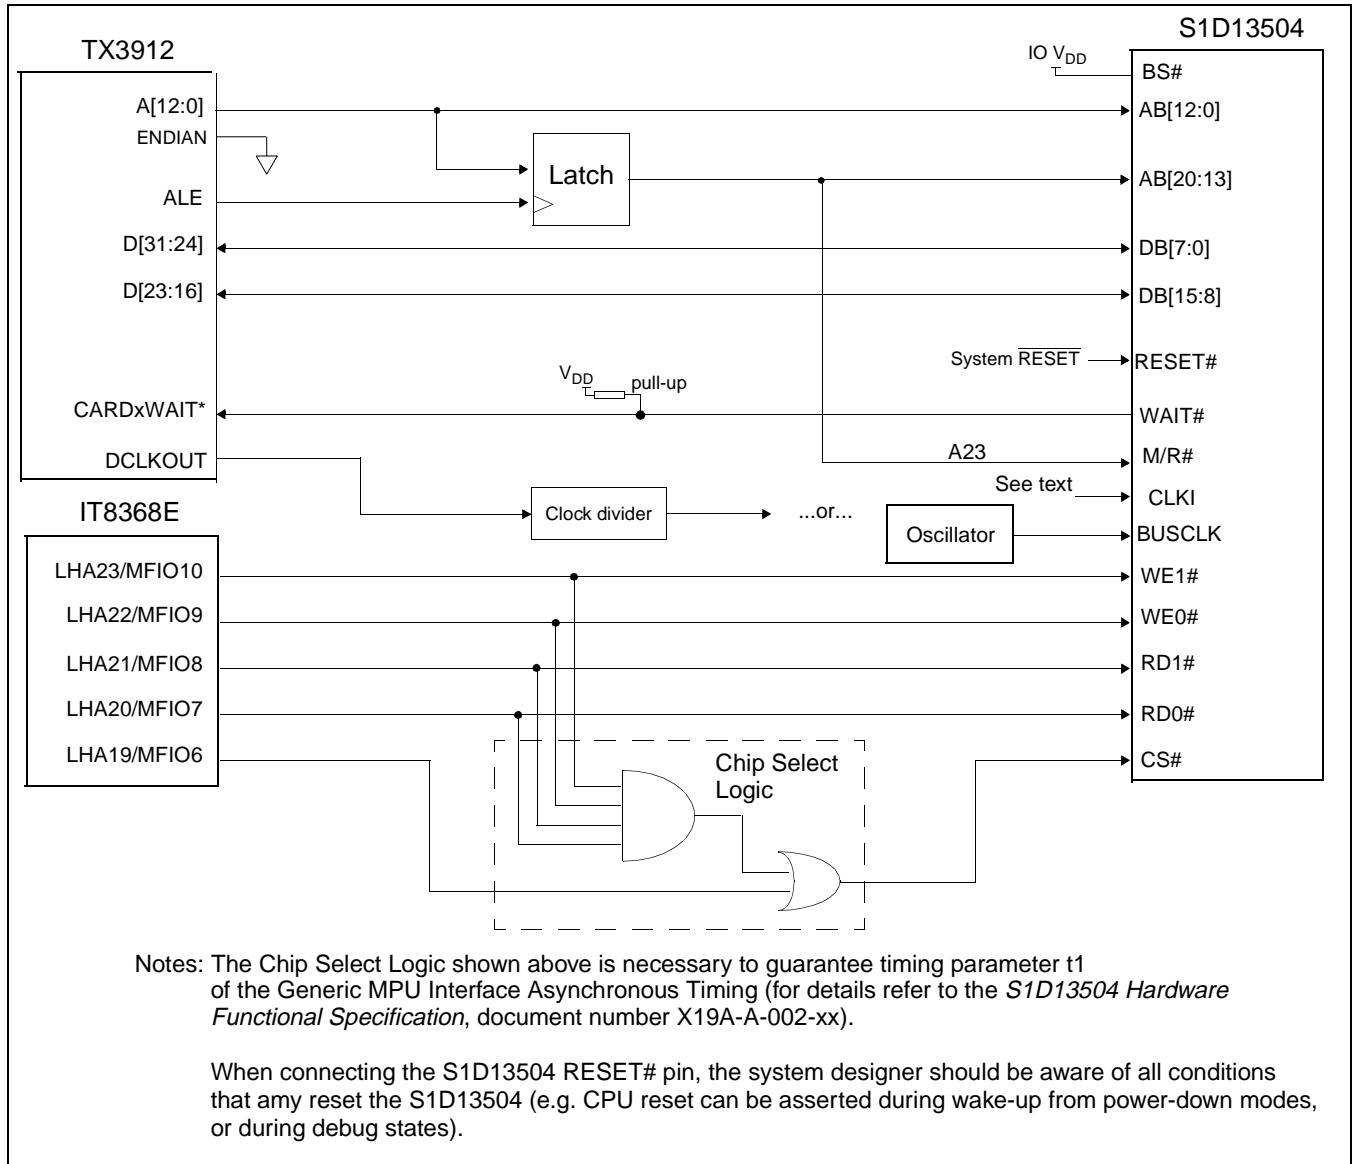 S1D13504
TX3912
IO VDD
BS#
A[12:0]
AB[12:0]
ENDIAN
Latch
AB[20:13]
ALE
D[31:24]
DB[7:0]
D[23:16]
DB[15:8]
System RESET
RESET#
VDD
pull-up
CARDxWAIT*
WAIT#
A23
M/R#
DCLKOUT
See text
CLKI
IT8368E
Clock divider
...or...
Oscillator
BUSCLK
LHA23/MFIO10
WE1#
LHA22/MFIO9
WE0#
LHA21/MFIO8
RD1#
LHA20/MFIO7
RD0#
LHA19/MFIO6
Chip Select
Logic
CS#
Notes: The Chip Select Logic shown above is necessary to guarantee timing parameter t1
of the Generic MPU Interface Asynchronous Timing (for details refer to the S1D13504 Hardware
Functional Specification, document number X19A-A-002-xx).
When connecting the S1D13504 RESET# pin, the system designer should be aware of all conditions
that amy reset the S1D13504 (e.g. CPU reset can be asserted during wake-up from power-down modes,
or during debug states).